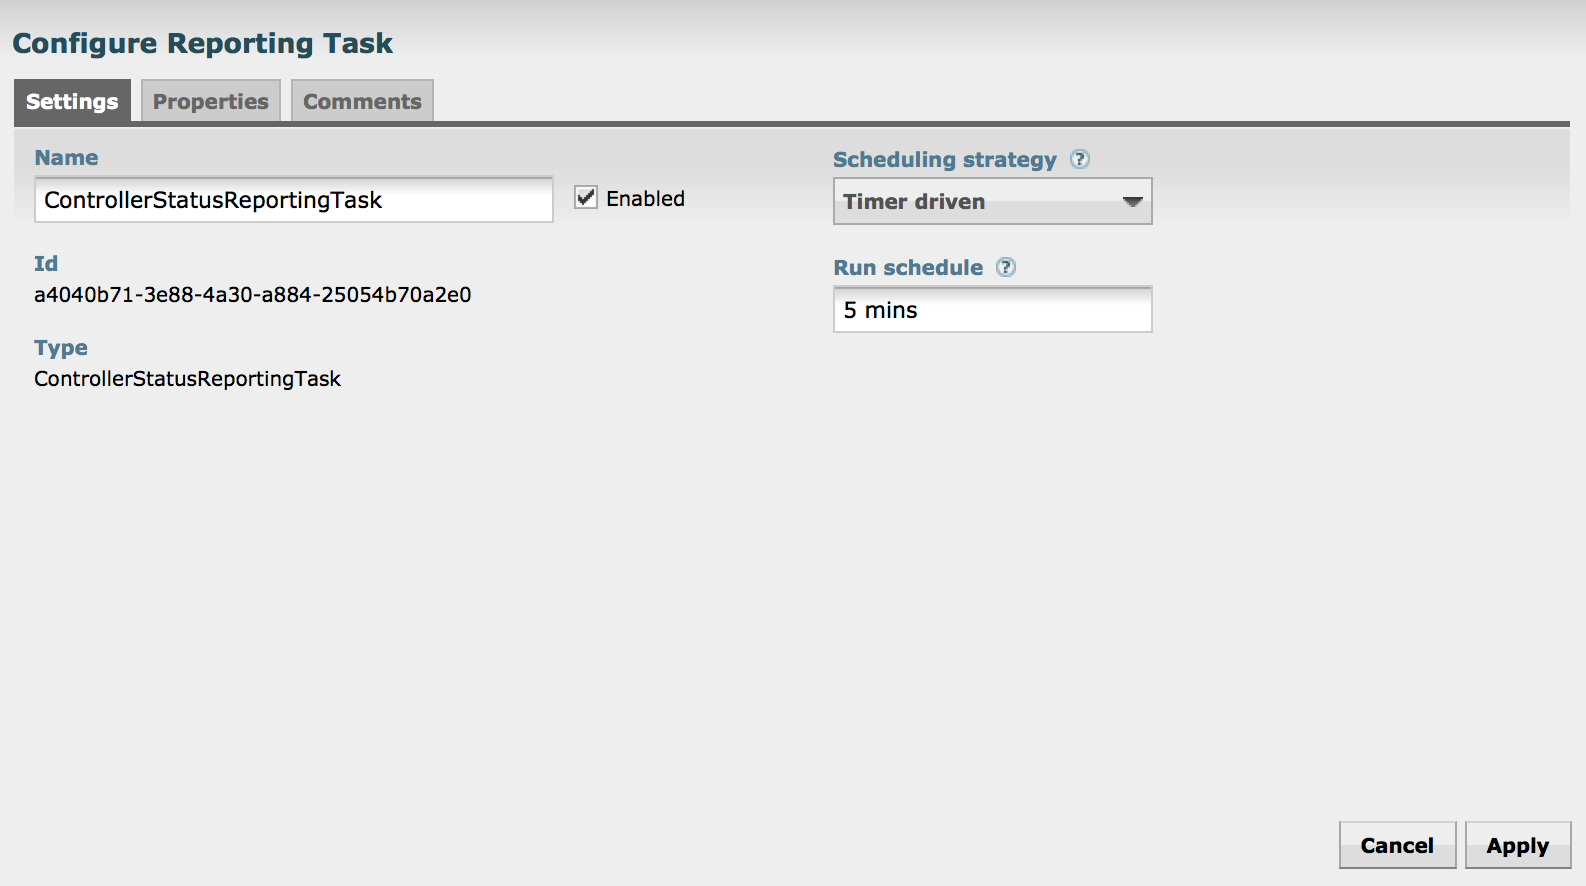 Configure Reporting Task
Settings Properties Comments
Name
ControllerStatusReportingTask
Enabled
Id
a4040b71-3e88-4a30-a884-25054b70a2e0
Type
ControllerStatusReportingTask
Scheduling strategy ?
Timer driven
Run schedule ?
5 mins
Cancel Apply